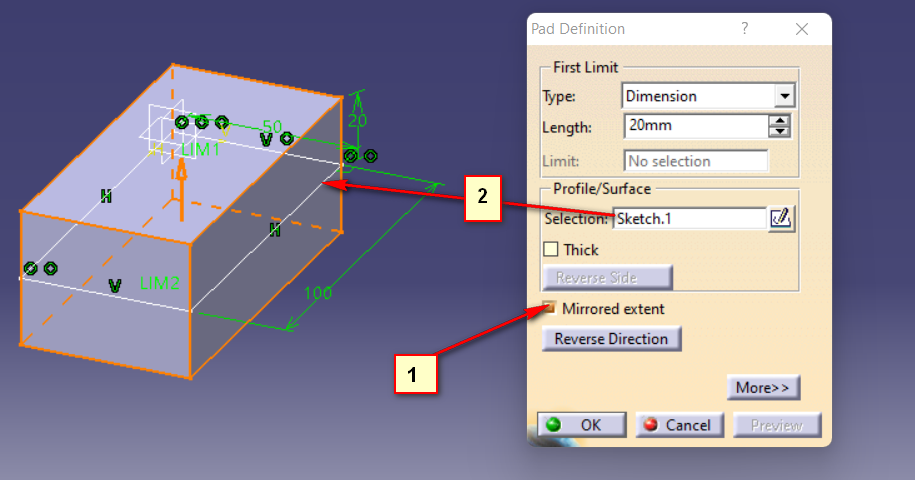 Pad Definition
?
First Limit
Type: Dimension
Length: 20mm
Limit: No selection
Profile/Surface
Selection: Sketch.1
Thick
Reverse Side
Mirrored extent
Reverse Direction
More>>
OK Cancel Preview
20
50
V
LIM1
H
H
V
LIM2
100
2
1